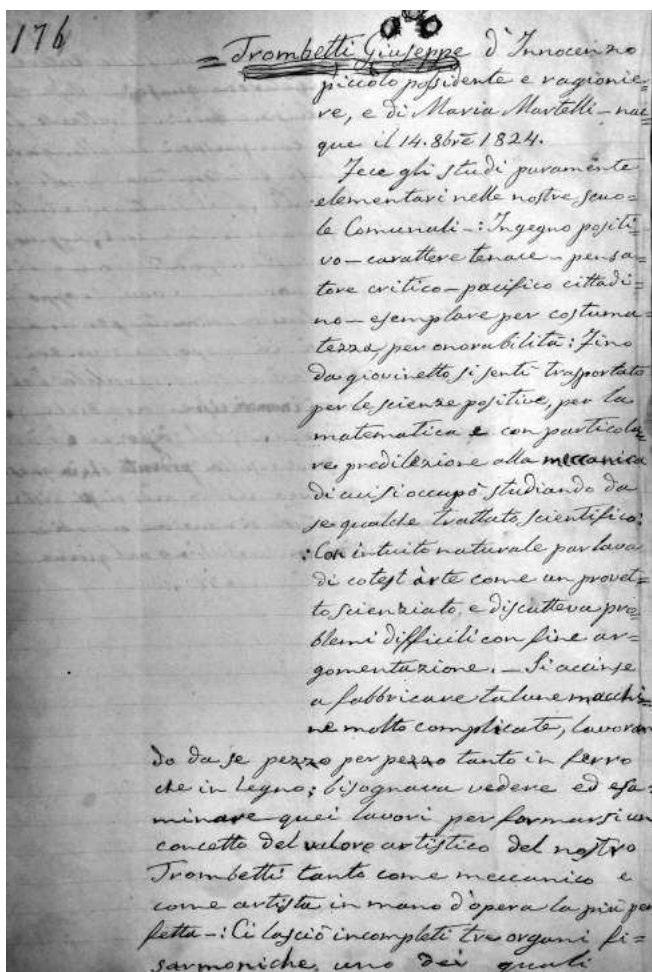 176
= Trombetti Giuseppe d'Innocenzo
piccolo possidente e ragionie=
re, e di Maria Martelli - nac=
que il 14. 8bre 1824.
Fece gli studi puramente
elementari nelle nostre scuo=
le Comunali -: Ingegno positi=
vo - carattere tenace - pensa=
tore critico - pacifico cittadi=
no - esemplare per costuma=
tezza, per onorabilità: Fino
da giovinetto si sentì trasportato
per le scienze positive, per la
matematica e con particola=
re predilezione alla meccanica
di cui si occupò studiando da
se qualche trattato scientifico:
: Con intuito naturale parlava
di cotest'arte come un provet=
to scienziato, e discutteva pro=
blemi difficili con fine ar=
gomentazione. - Si accinse
a fabbricare talune macchi=
ne molto complicate, lavoran
do da se pezzo per pezzo tanto in ferro
che in legno; bisognava vedere ed esa=
minare quei lavori per formarsi un
concetto del valore artistico del nostro
Trombetti tanto come meccanico e
come artista in mano d'opera la più per
fetta -: Ci lasciò incompleti tre organi fi=
sarmoniche, uno dei quali